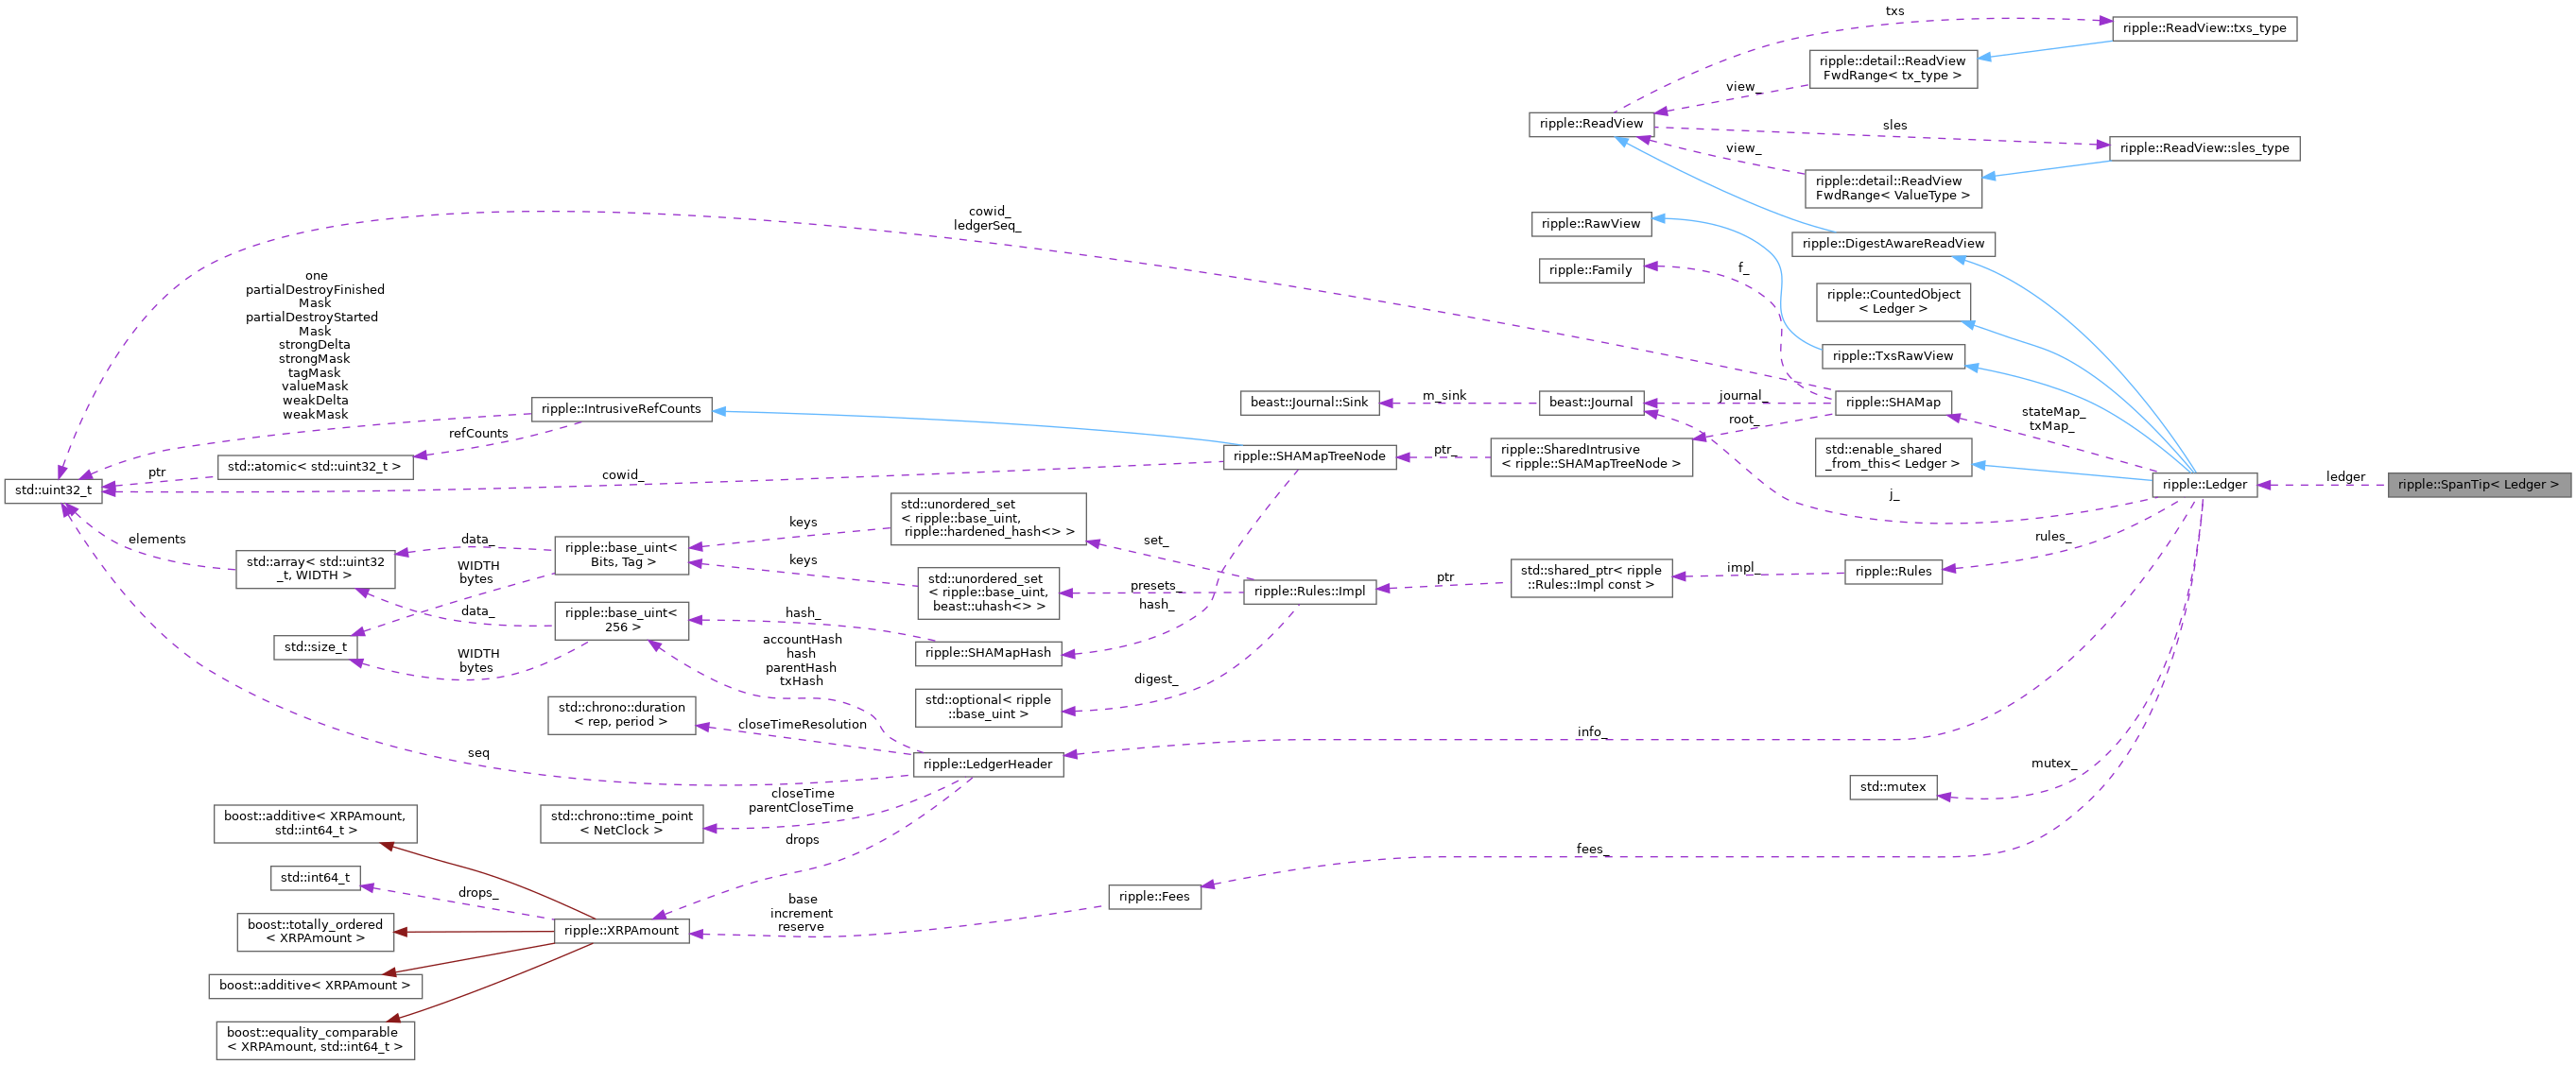 txs
ripple::ReadView::txs_type
ripple::detail::ReadView
FwdRange< tx_type >
view_
ripple::ReadView
sles
ripple::ReadView::sles_type
view_
ripple::detail::ReadView
FwdRange< ValueType >
cowid_
ledgerSeq_
ripple::RawView
ripple::DigestAwareReadView
ripple::Family
f_
one
partialDestroyFinished
Mask
partialDestroyStarted
Mask
strongDelta
strongMask
tagMask
valueMask
weakDelta
weakMask
ripple::CountedObject
< Ledger >
ripple::TxsRawView
ripple::IntrusiveRefCounts
beast::Journal::Sink
m_sink
beast::Journal
journal_
ripple::SHAMap
stateMap_
txMap_
root_
refCounts
ripple::SHAMapTreeNode
ptr_
ripple::SharedIntrusive
< ripple::SHAMapTreeNode >
std::enable_shared
_from_this< Ledger >
ptr
std::atomic< std::uint32_t >
cowid_
std::uint32_t
j_
ripple::Ledger
ledger
ripple::SpanTip< Ledger >
std::unordered_set
< ripple::base_uint,
ripple::hardened_hash<> >
keys
set_
rules_
elements
data_
ripple::base_uint<
Bits, Tag >
std::array< std::uint32
_t, WIDTH >
WIDTH
bytes
keys
std::unordered_set
< ripple::base_uint,
beast::uhash<> >
presets_
hash_
ripple::Rules::Impl
ptr
std::shared_ptr< ripple
::Rules::Impl const >
impl_
ripple::Rules
data_
ripple::base_uint<
256 >
hash_
std::size_t
WIDTH
bytes
accountHash
hash
parentHash
txHash
ripple::SHAMapHash
digest_
std::optional< ripple
::base_uint >
std::chrono::duration
< rep, period >
closeTimeResolution
seq
ripple::LedgerHeader
info_
mutex_
std::mutex
closeTime
parentCloseTime
std::chrono::time_point
< NetClock >
boost::additive< XRPAmount,
std::int64_t >
drops
fees_
std::int64_t
drops_
base
increment
reserve
ripple::Fees
boost::totally_ordered
< XRPAmount >
ripple::XRPAmount
boost::additive< XRPAmount >
boost::equality_comparable
< XRPAmount, std::int64_t >